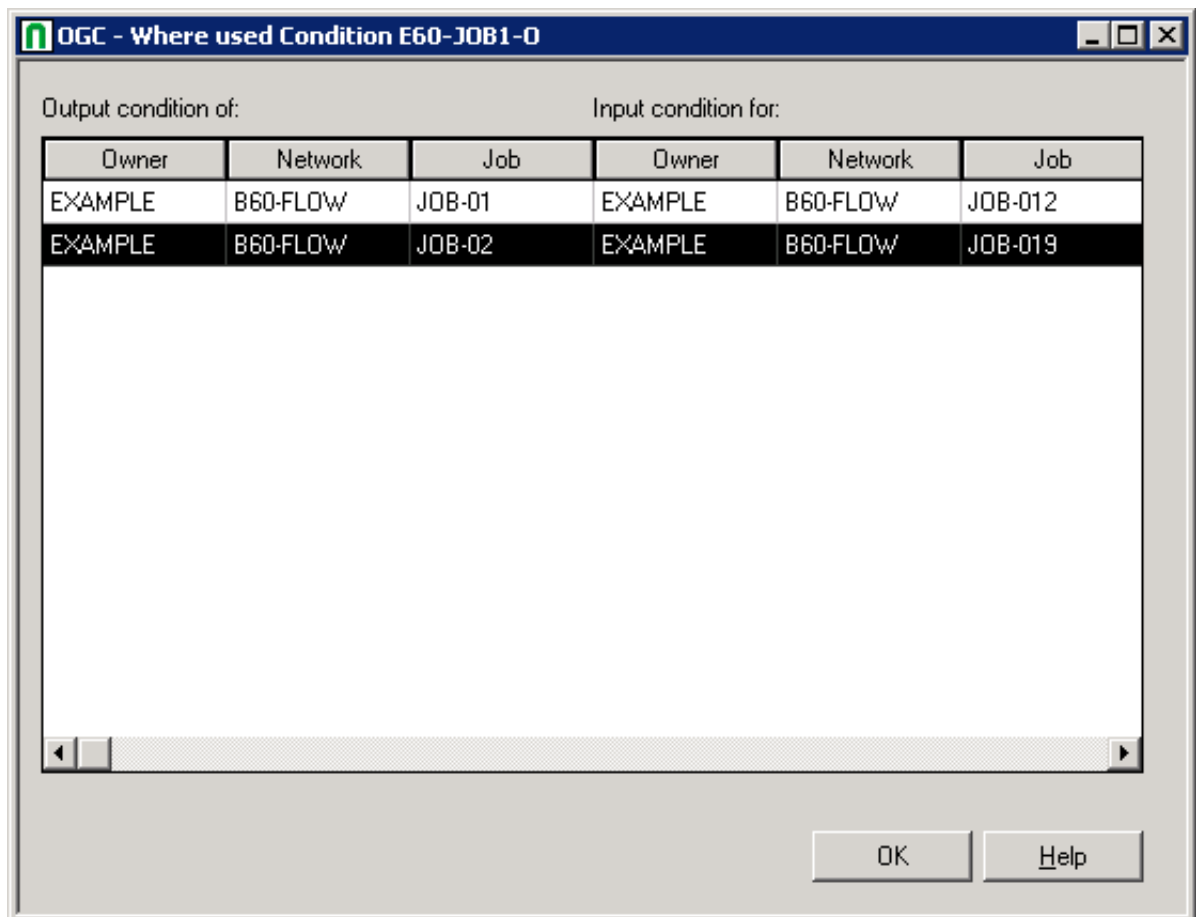 OGC - Where used Condition E60-JOB1-O
Output condition of: Input condition for:
Owner Network Job Owner Network Job
EXAMPLE B60-FLOW JOB-01 EXAMPLE B60-FLOW JOB-012
EXAMPLE B60-FLOW JOB-02 EXAMPLE B60-FLOW JOB-019
OK Help